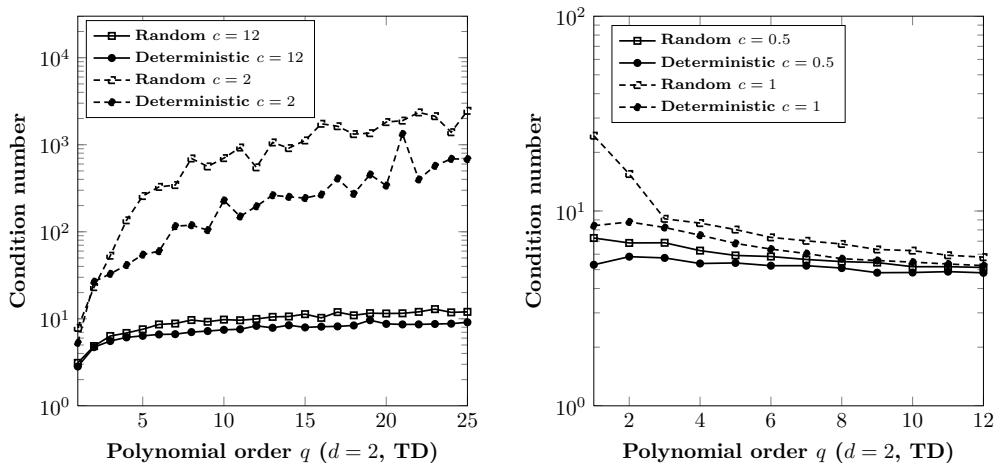 Random c = 12
Deterministic c = 12
Random c = 2
Deterministic c = 2
10^4
10^3
10^2
10^1
10^0
Condition number
5 10 15 20 25
Polynomial order q (d = 2, TD)
Random c = 0.5
Deterministic c = 0.5
Random c = 1
Deterministic c = 1
10^2
10^1
10^0
Condition number
2 4 6 8 10 12
Polynomial order q (d = 2, TD)